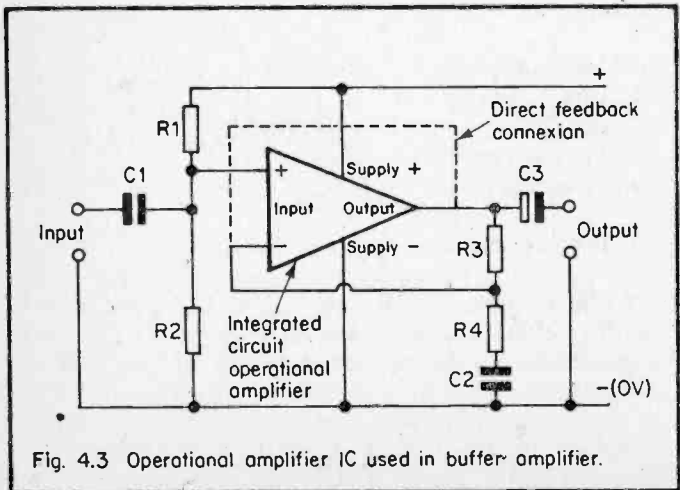 +
Direct feedback
connexion
R1
C1
Supply +
C3
+
Input
Output
Input
Output
R3
−
Supply −
R2
Integrated
circuit
operational
amplifier
R4
C2
-(0V)
Fig. 4.3 Operational amplifier IC used in buffer amplifier.